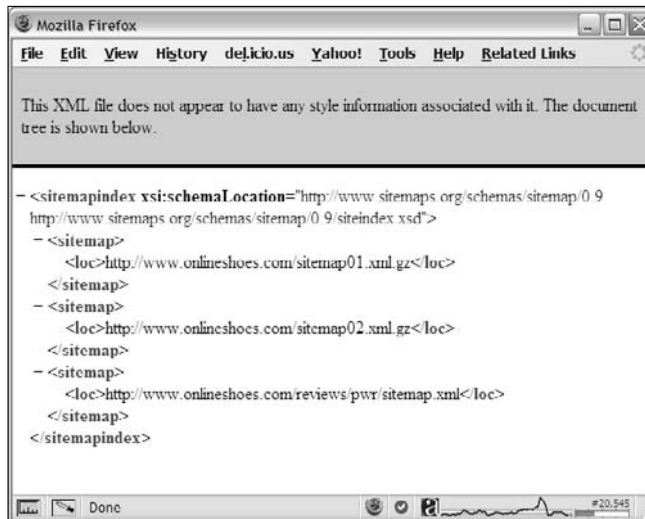 Mozilla Firefox
File Edit View History del.icio.us Yahoo! Tools Help Related Links
This XML file does not appear to have any style information associated with it. The document
tree is shown below.
– <sitemapindex xsi:schemaLocation="http://www.sitemaps.org/schemas/sitemap/0.9
http://www.sitemaps.org/schemas/sitemap/0.9/siteindex.xsd">
– <sitemap>
<loc>http://www.onlineshoes.com/sitemap01.xml.gz</loc>
</sitemap>
– <sitemap>
<loc>http://www.onlineshoes.com/sitemap02.xml.gz</loc>
</sitemap>
– <sitemap>
<loc>http://www.onlineshoes.com/reviews/pwr/sitemap.xml</loc>
</sitemap>
</sitemapindex>
Done #20,545